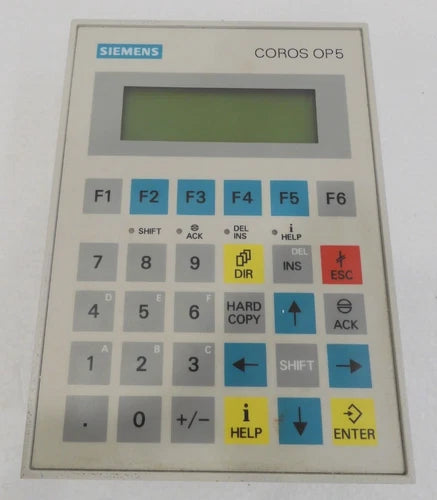 SIEMENS COROS OP5
F1 F2 F3 F4 F5 F6
SHIFT ACK DEL INS i HELP
7 8 9 DIR DEL INS ESC
4 D 5 E 6 F HARD COPY ACK
1 A 2 B 3 C SHIFT
. 0 +/- i HELP ENTER